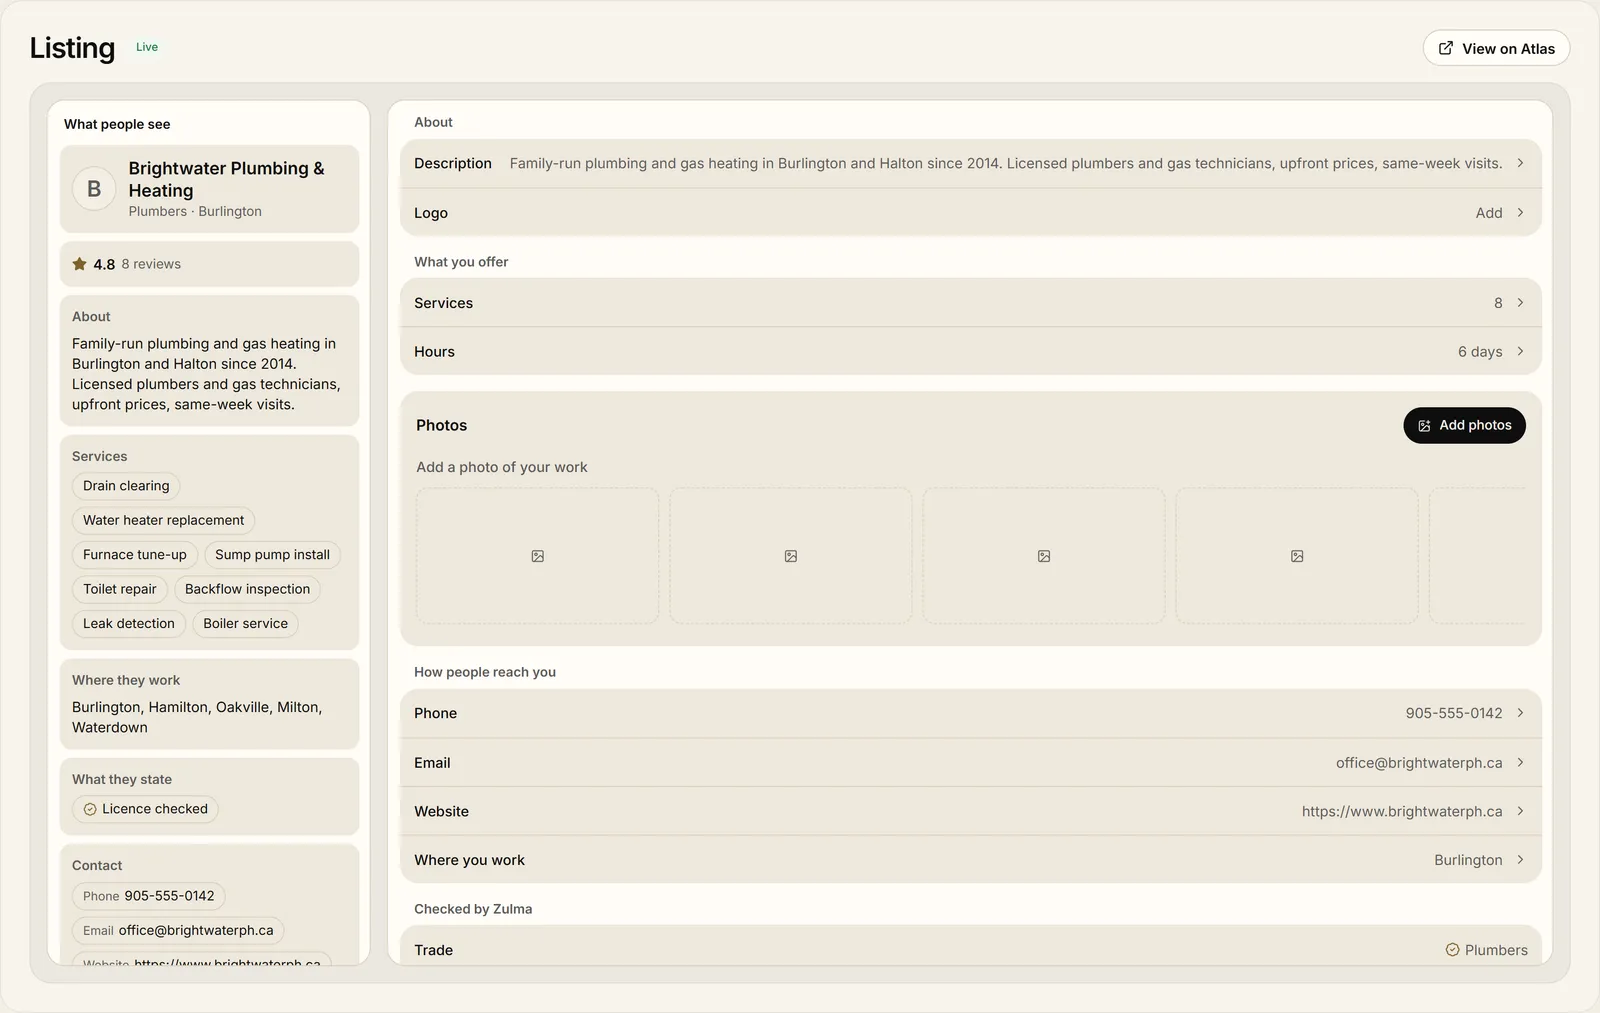 Listing
Live
View on Atlas
What people see
B
Brightwater Plumbing &
Heating
Plumbers · Burlington
4.8 8 reviews
About
Family-run plumbing and gas heating in
Burlington and Halton since 2014.
Licensed plumbers and gas technicians,
upfront prices, same-week visits.
Services
Drain clearing
Water heater replacement
Furnace tune-up
Sump pump install
Toilet repair
Backflow inspection
Leak detection
Boiler service
Where they work
Burlington, Hamilton, Oakville, Milton,
Waterdown
What they state
Licence checked
Contact
Phone 905-555-0142
Email office@brightwaterph.ca
Website https://www.brightwaterph.ca
About
Description Family-run plumbing and gas heating in Burlington and Halton since 2014. Licensed plumbers and gas technicians, upfront prices, same-week visits.
Logo Add
What you offer
Services 8
Hours 6 days
Photos
Add photos
Add a photo of your work
How people reach you
Phone 905-555-0142
Email office@brightwaterph.ca
Website https://www.brightwaterph.ca
Where you work Burlington
Checked by Zulma
Trade Plumbers